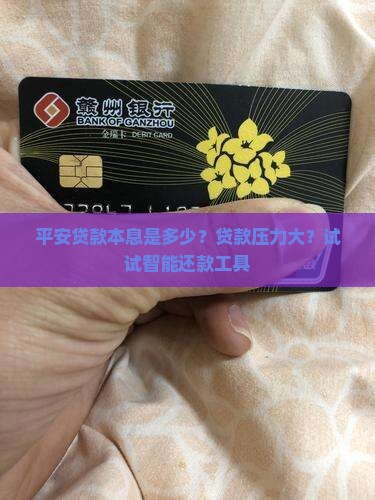 赣州银行
BANK OF GANZHOU
金瑞卡 DEBIT CARD
平安贷款本息是多少？贷款压力大？试
试智能还款工具